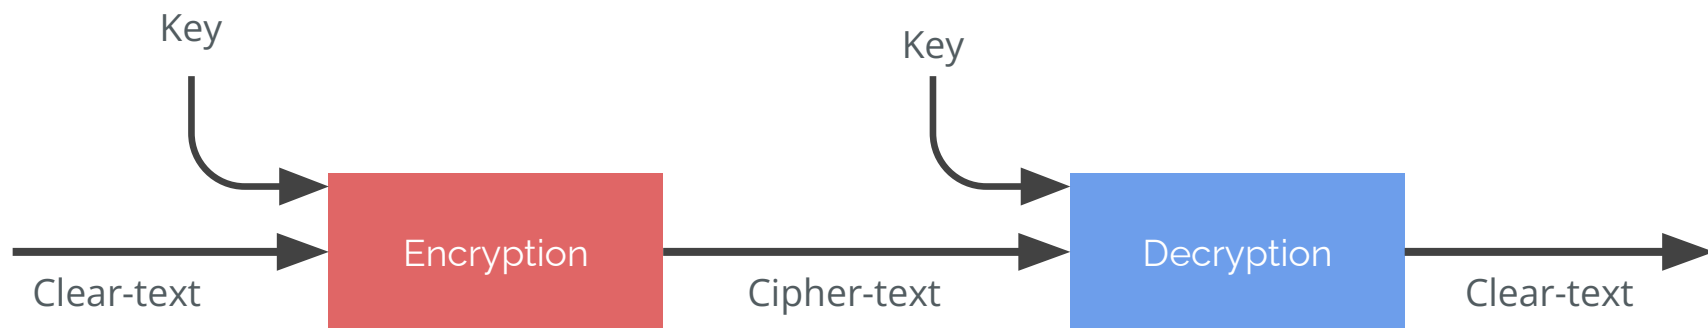 Key
Key
Encryption
Decryption
Clear-text
Cipher-text
Clear-text